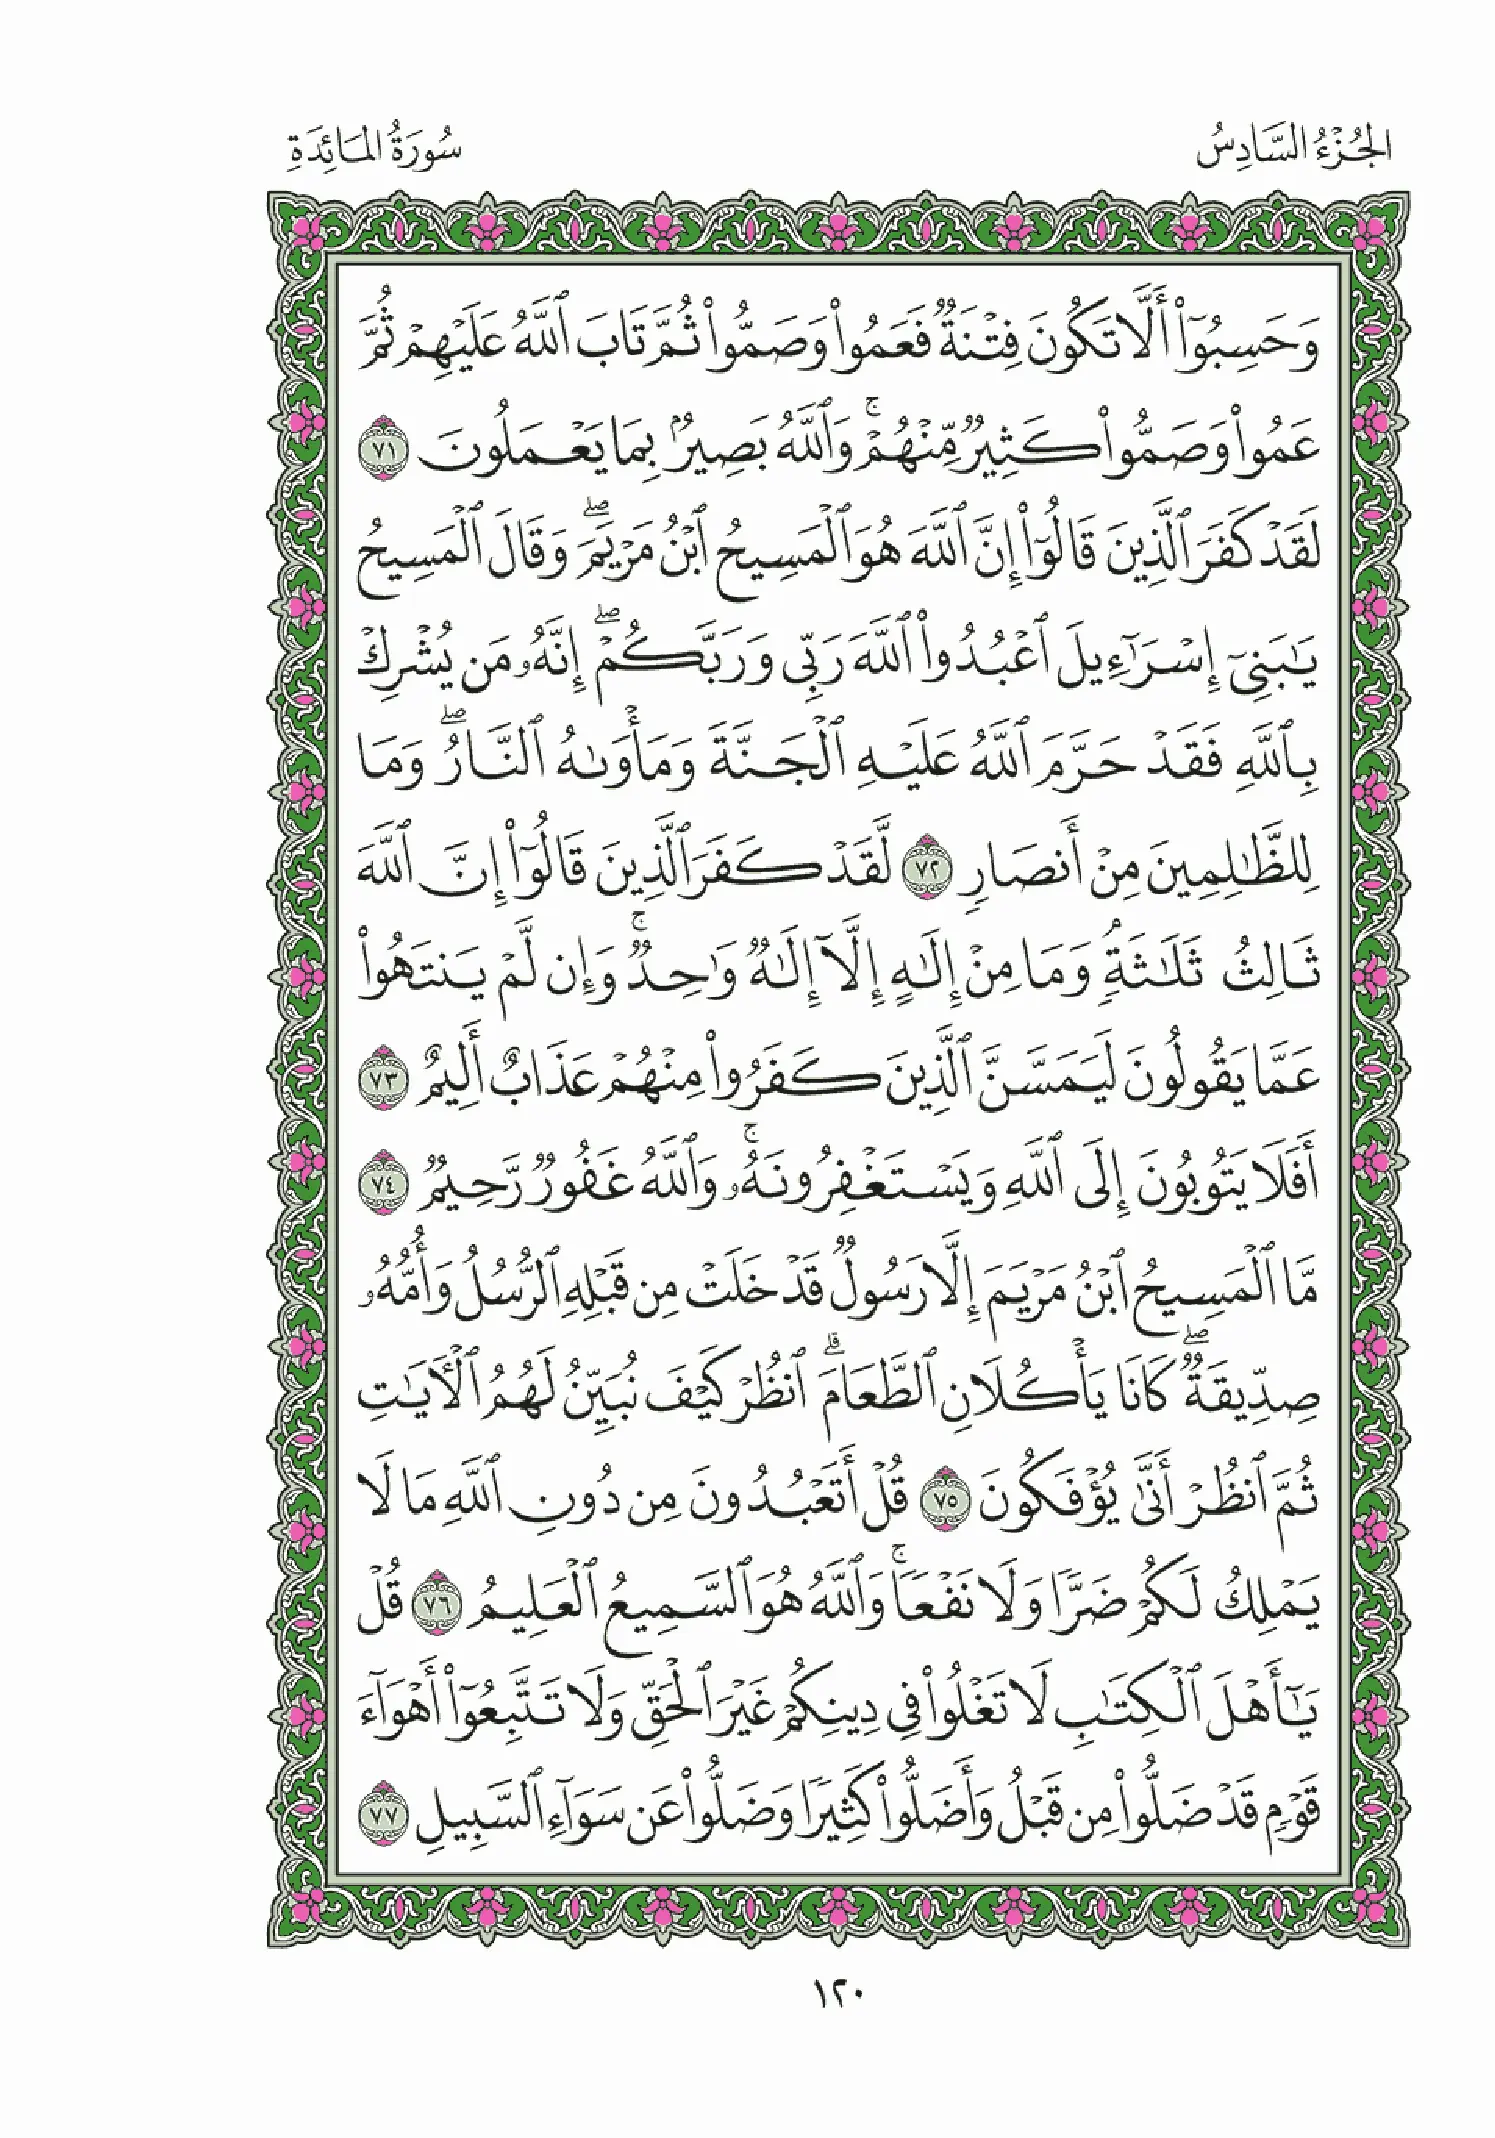 الجُزْءُ السَّادِسُ
سُورَةُ المَائِدَةِ
وَحَسِبُوٓا۟ أَلَّا تَكُونَ فِتْنَةٌ فَعَمُوا۟ وَصَمُّوا۟ ثُمَّ تَابَ ٱللَّهُ عَلَيْهِمْ ثُمَّ
عَمُوا۟ وَصَمُّوا۟ كَثِيرٌ مِّنْهُمْ ۚ وَٱللَّهُ بَصِيرٌۢ بِمَا يَعْمَلُونَ ٧١
لَقَدْ كَفَرَ ٱلَّذِينَ قَالُوٓا۟ إِنَّ ٱللَّهَ هُوَ ٱلْمَسِيحُ ٱبْنُ مَرْيَمَ ۖ وَقَالَ ٱلْمَسِيحُ
يَـٰبَنِىٓ إِسْرَٰٓءِيلَ ٱعْبُدُوا۟ ٱللَّهَ رَبِّى وَرَبَّكُمْ ۖ إِنَّهُۥ مَن يُشْرِكْ
بِٱللَّهِ فَقَدْ حَرَّمَ ٱللَّهُ عَلَيْهِ ٱلْجَنَّةَ وَمَأْوَىٰهُ ٱلنَّارُ ۖ وَمَا
لِلظَّـٰلِمِينَ مِنْ أَنصَارٍ ٧٢ لَّقَدْ كَفَرَ ٱلَّذِينَ قَالُوٓا۟ إِنَّ ٱللَّهَ
ثَالِثُ ثَلَـٰثَةٍ ۘ وَمَا مِنْ إِلَـٰهٍ إِلَّآ إِلَـٰهٌ وَٰحِدٌ ۚ وَإِن لَّمْ يَنتَهُوا۟
عَمَّا يَقُولُونَ لَيَمَسَّنَّ ٱلَّذِينَ كَفَرُوا۟ مِنْهُمْ عَذَابٌ أَلِيمٌ ٧٣
أَفَلَا يَتُوبُونَ إِلَى ٱللَّهِ وَيَسْتَغْفِرُونَهُۥ ۚ وَٱللَّهُ غَفُورٌ رَّحِيمٌ ٧٤
مَّا ٱلْمَسِيحُ ٱبْنُ مَرْيَمَ إِلَّا رَسُولٌ قَدْ خَلَتْ مِن قَبْلِهِ ٱلرُّسُلُ وَأُمُّهُۥ
صِدِّيقَةٌ ۖ كَانَا يَأْكُلَانِ ٱلطَّعَامَ ۗ ٱنظُرْ كَيْفَ نُبَيِّنُ لَهُمُ ٱلْـَٔايَـٰتِ
ثُمَّ ٱنظُرْ أَنَّىٰ يُؤْفَكُونَ ٧٥ قُلْ أَتَعْبُدُونَ مِن دُونِ ٱللَّهِ مَا لَا
يَمْلِكُ لَكُمْ ضَرًّا وَلَا نَفْعًا ۚ وَٱللَّهُ هُوَ ٱلسَّمِيعُ ٱلْعَلِيمُ ٧٦ قُلْ
يَـٰٓأَهْلَ ٱلْكِتَـٰبِ لَا تَغْلُوا۟ فِى دِينِكُمْ غَيْرَ ٱلْحَقِّ وَلَا تَتَّبِعُوٓا۟ أَهْوَآءَ
قَوْمٍ قَدْ ضَلُّوا۟ مِن قَبْلُ وَأَضَلُّوا۟ كَثِيرًا وَضَلُّوا۟ عَن سَوَآءِ ٱلسَّبِيلِ ٧٧
١٢٠